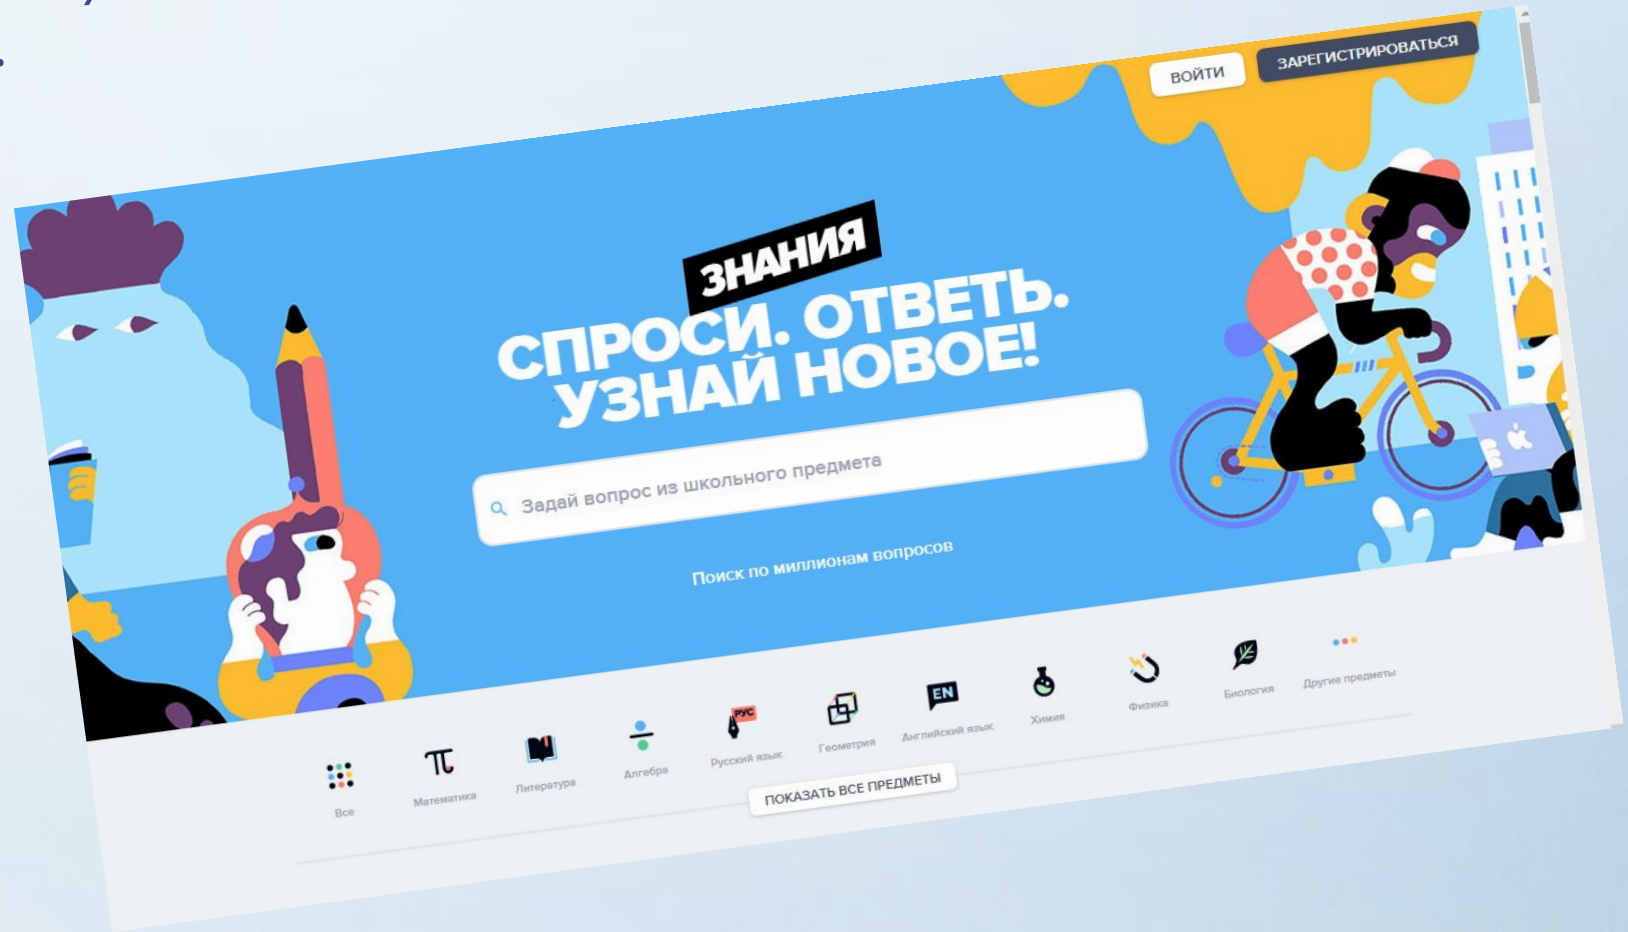 ВОЙТИ
ЗАРЕГИСТРИРОВАТЬСЯ
ЗНАНИЯ
СПРОСИ. ОТВЕТЬ.
УЗНАЙ НОВОЕ!
Задай вопрос из школьного предмета
Поиск по миллионам вопросов
Все
Математика
Литература
Алгебра
РУС
Русский язык
Геометрия
EN
Английский язык
Химия
Физика
Биология
Другие предметы
ПОКАЗАТЬ ВСЕ ПРЕДМЕТЫ